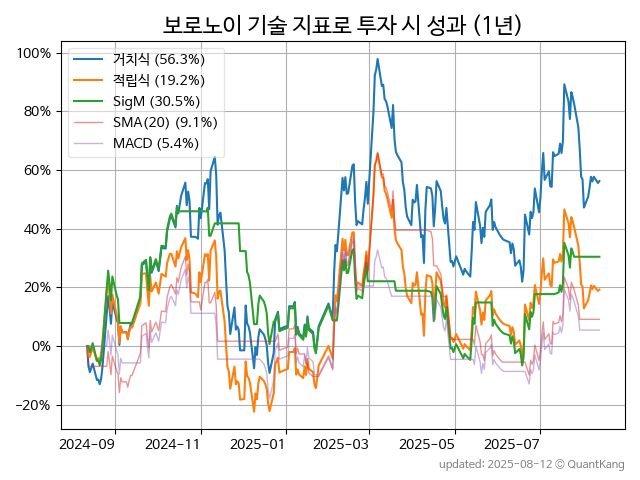 보로노이 기술 지표로 투자 시 성과 (1년)
100%
80%
60%
40%
20%
0%
−20%
거치식 (56.3%)
적립식 (19.2%)
SigM (30.5%)
SMA(20) (9.1%)
MACD (5.4%)
2024-09 2024-11 2025-01 2025-03 2025-05 2025-07
updated: 2025-08-12 © QuantKang